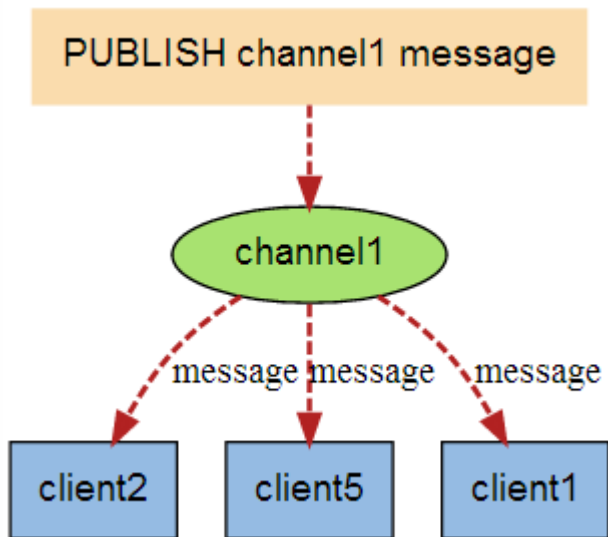 PUBLISH channel1 message
channel1
message message message
client2 client5 client1